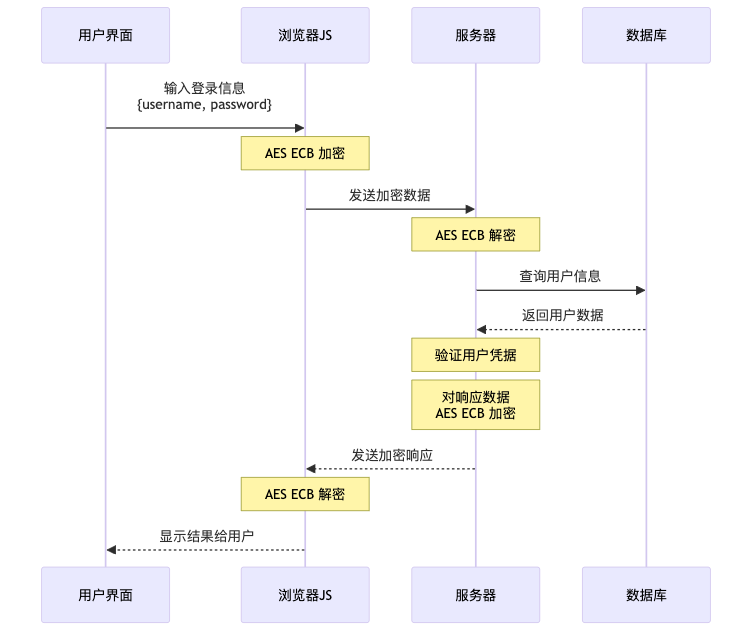 用户界面
浏览器JS
服务器
数据库
输入登录信息
{username, password}
AES ECB 加密
发送加密数据
AES ECB 解密
查询用户信息
返回用户数据
验证用户凭据
对响应数据
AES ECB 加密
发送加密响应
AES ECB 解密
显示结果给用户
用户界面
浏览器JS
服务器
数据库